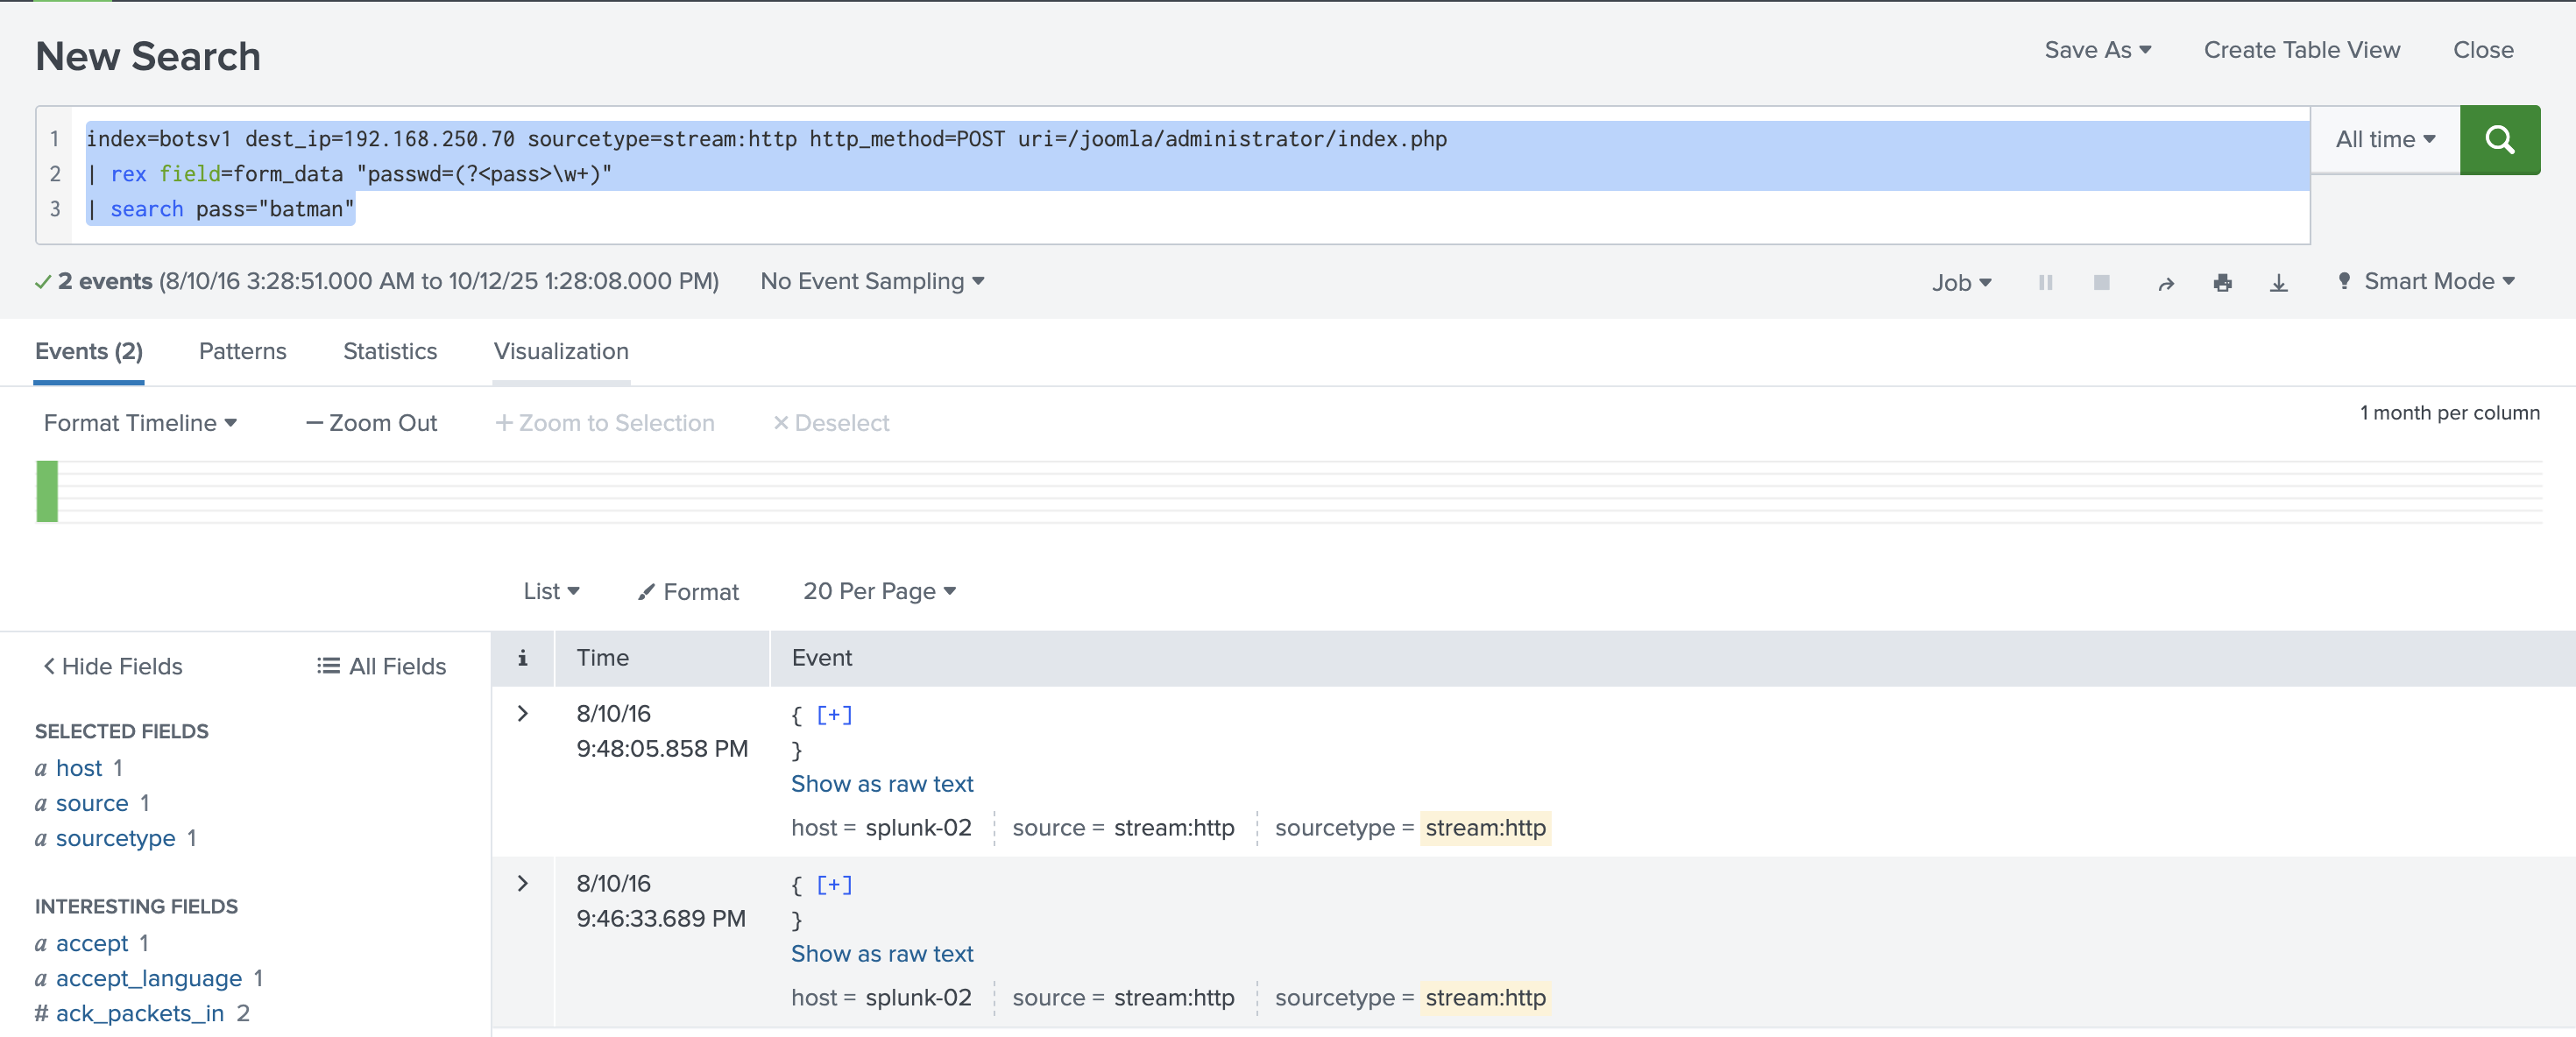 New Search
Save As
Create Table View
Close
1 index=botsv1 dest_ip=192.168.250.70 sourcetype=stream:http http_method=POST uri=/joomla/administrator/index.php
2 | rex field=form_data "passwd=(?<pass>\w+)"
3 | search pass="batman"
All time
2 events (8/10/16 3:28:51.000 AM to 10/12/25 1:28:08.000 PM)
No Event Sampling
Job
Smart Mode
Events (2)
Patterns
Statistics
Visualization
Format Timeline
— Zoom Out
+ Zoom to Selection
× Deselect
1 month per column
List
Format
20 Per Page
< Hide Fields
All Fields
i
Time
Event
SELECTED FIELDS
a host 1
a source 1
a sourcetype 1
INTERESTING FIELDS
a accept 1
a accept_language 1
# ack_packets_in 2
> 8/10/16
9:48:05.858 PM
{ [+]
}
Show as raw text
host = splunk-02
source = stream:http
sourcetype = stream:http
> 8/10/16
9:46:33.689 PM
{ [+]
}
Show as raw text
host = splunk-02
source = stream:http
sourcetype = stream:http